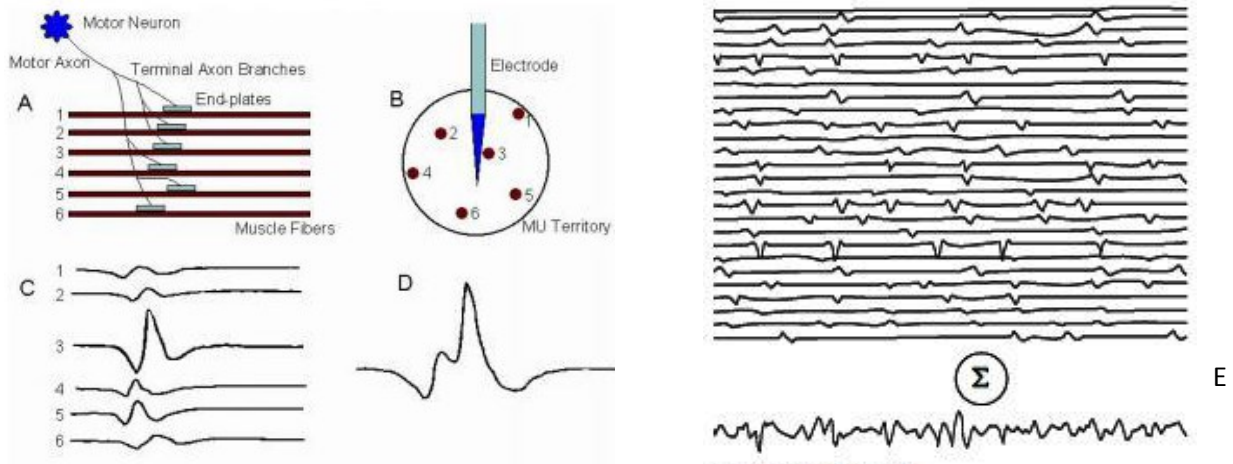 Motor Neuron
Motor Axon
Terminal Axon Branches
A
End-plates
1
2
3
4
5
6
Muscle Fibers
B
Electrode
1
2
3
4
5
6
MU Territory
C
1
2
3
4
5
6
D
Σ
E